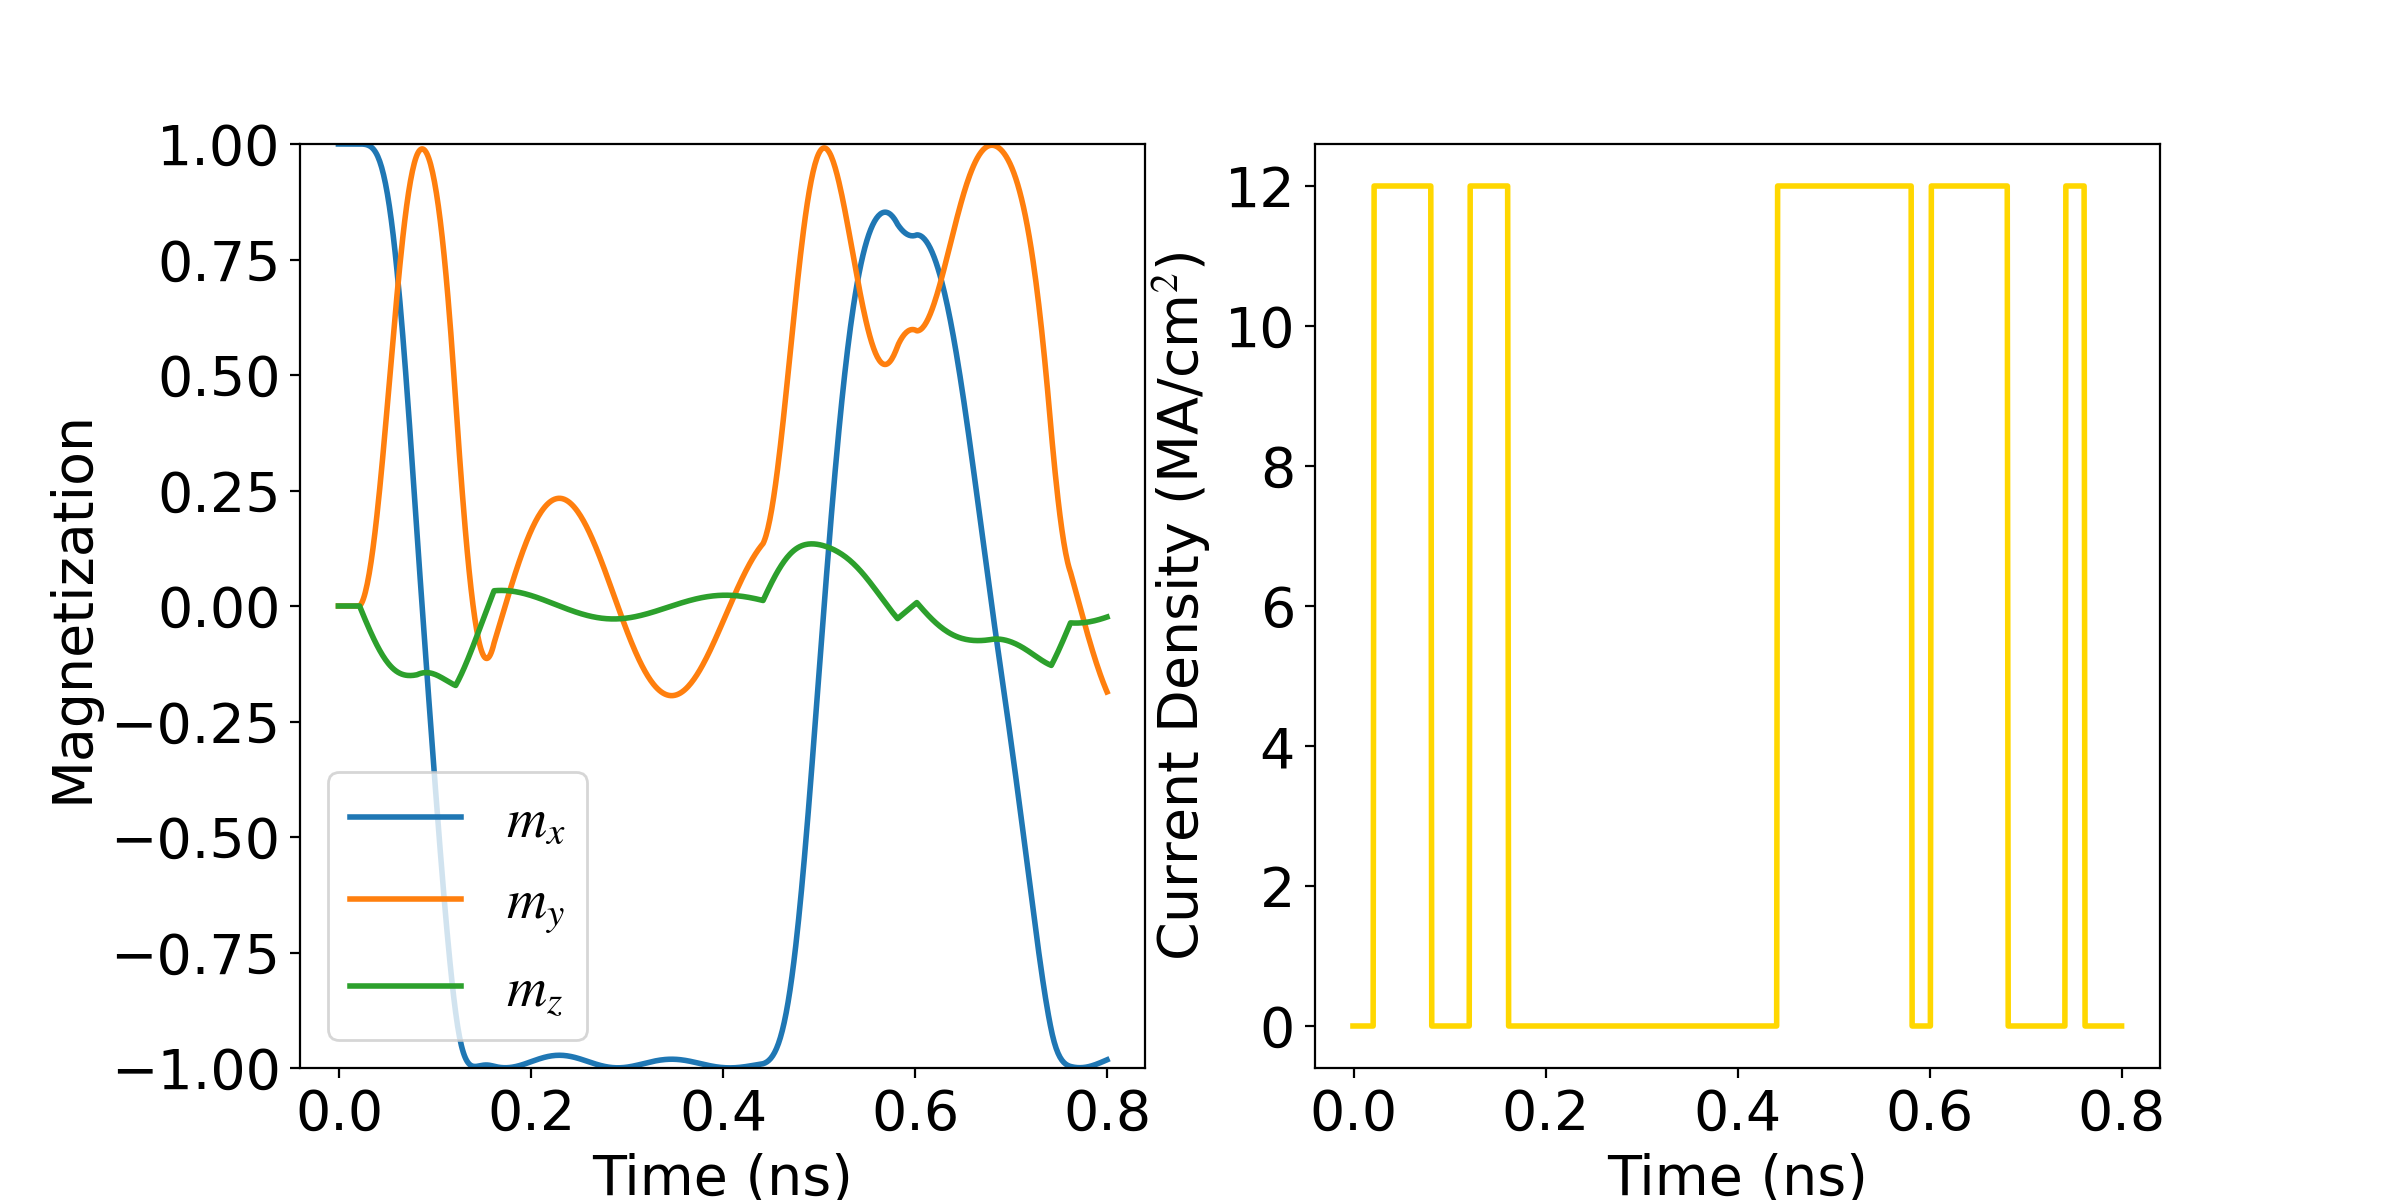 Magnetization
1.00
0.75
0.50
0.25
0.00
−0.25
−0.50
−0.75
−1.00
m_x
m_y
m_z
0.0 0.2 0.4 0.6 0.8
Time (ns)
Current Density (MA/cm²)
12
10
8
6
4
2
0
0.0 0.2 0.4 0.6 0.8
Time (ns)